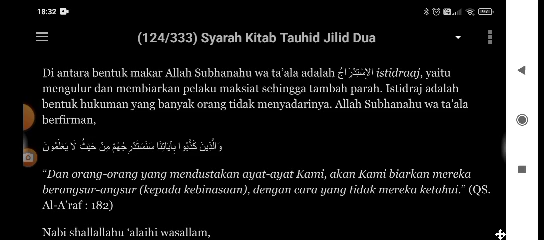 18:32
(124/333) Syarah Kitab Tauhid Jilid Dua
Di antara bentuk makar Allah Subhanahu wa ta'ala adalah الإِسْتِدْرَاجُ istidraaj, yaitu
mengulur dan membiarkan pelaku maksiat sehingga tambah parah. Istidraj adalah
bentuk hukuman yang banyak orang tidak menyadarinya. Allah Subhanahu wa ta'ala
berfirman,
وَالَّذِينَ كَذَّبُوا بِآيَاتِنَا سَنَسْتَدْرِجُهُمْ مِنْ حَيْثُ لَا يَعْلَمُونَ
"Dan orang-orang yang mendustakan ayat-ayat Kami, akan Kami biarkan mereka
berangsur-angsur (kepada kebinasaan), dengan cara yang tidak mereka ketahui." (QS.
Al-A'raf : 182)
Nabi shallallahu 'alaihi wasallam,